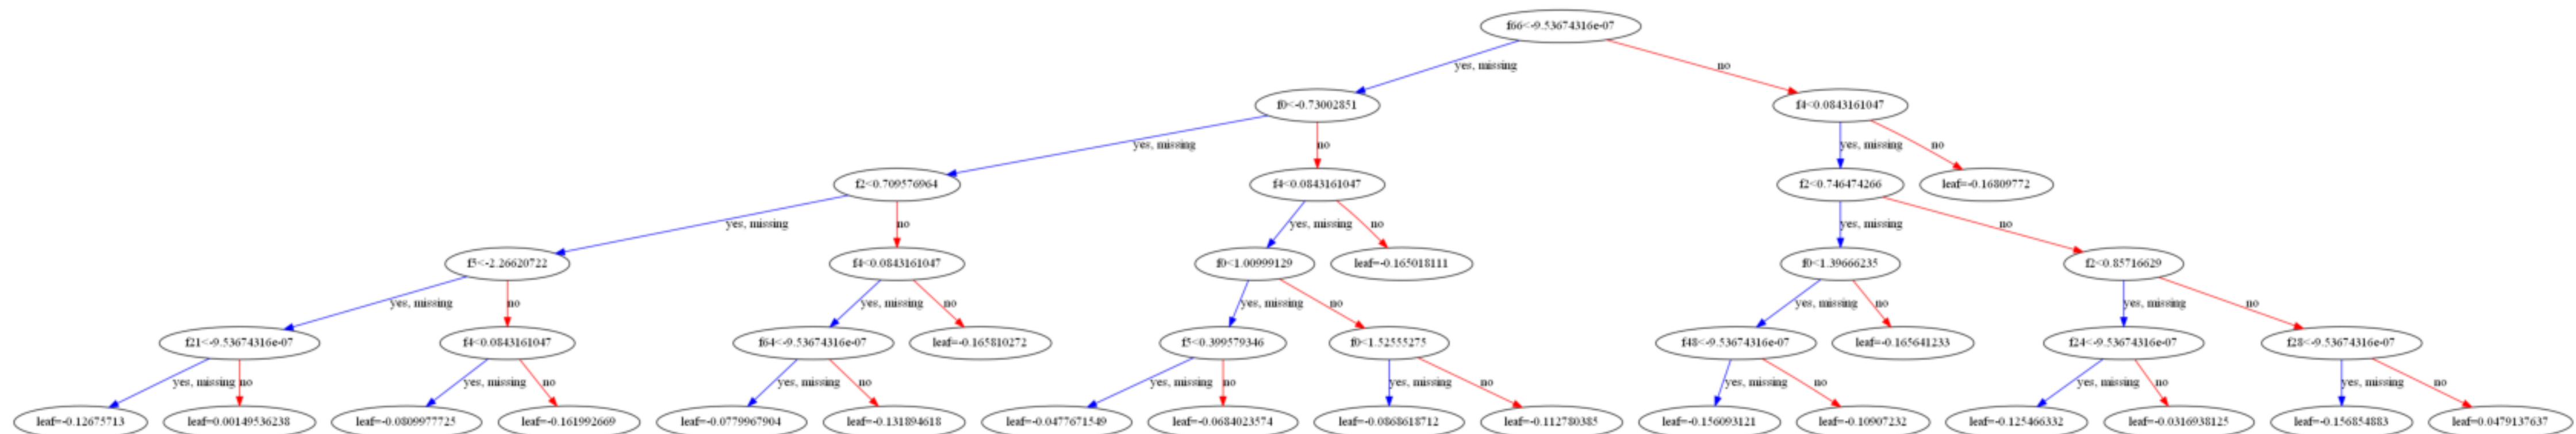 f66<-9.53674316e-07
yes, missing
no
f0<-0.73002851
f4<0.0843161047
yes, missing
no
yes, missing
no
f2<0.709576964
f4<0.0843161047
f2<0.746474266
leaf=-0.16809772
yes, missing
no
yes, missing
no
yes, missing
no
f5<-2.26620722
f4<0.0843161047
f0<1.00999129
leaf=-0.165018111
f0<1.39666235
f2<0.85716629
yes, missing
no
yes, missing
no
yes, missing
no
yes, missing
no
yes, missing
no
f21<-9.53674316e-07
f4<0.0843161047
f64<-9.53674316e-07
leaf=-0.165810272
f5<0.399579346
f0<1.52555275
f48<-9.53674316e-07
leaf=-0.165641233
f24<-9.53674316e-07
f28<-9.53674316e-07
yes, missing
no
yes, missing
no
yes, missing
no
yes, missing
no
yes, missing
no
yes, missing
no
yes, missing
no
yes, missing
no
leaf=-0.12675713
leaf=0.00149536238
leaf=-0.0809977725
leaf=-0.161992669
leaf=-0.0779967904
leaf=-0.131894618
leaf=-0.0477671549
leaf=-0.0684023574
leaf=-0.0868618712
leaf=-0.112780385
leaf=-0.156093121
leaf=-0.10907232
leaf=-0.125466332
leaf=-0.0316938125
leaf=-0.156854883
leaf=0.0479137637